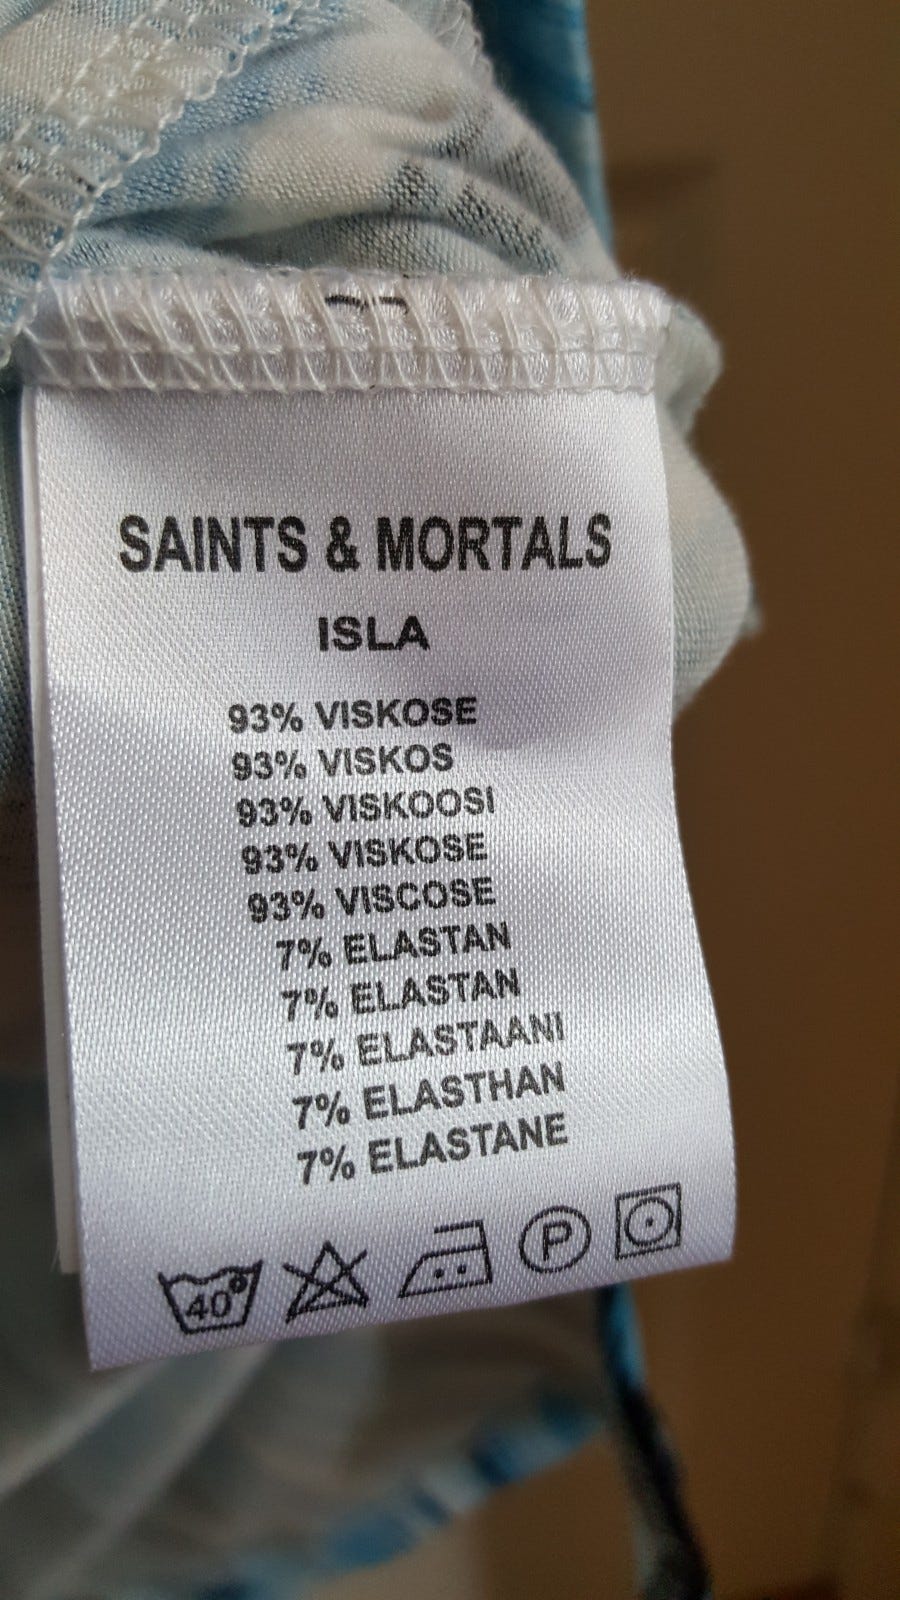 SAINTS & MORTALS
ISLA
93% VISKOSE
93% VISKOS
93% VISKOOSI
93% VISKOSE
93% VISCOSE
7% ELASTAN
7% ELASTAN
7% ELASTAANI
7% ELASTHAN
7% ELASTANE
40° P